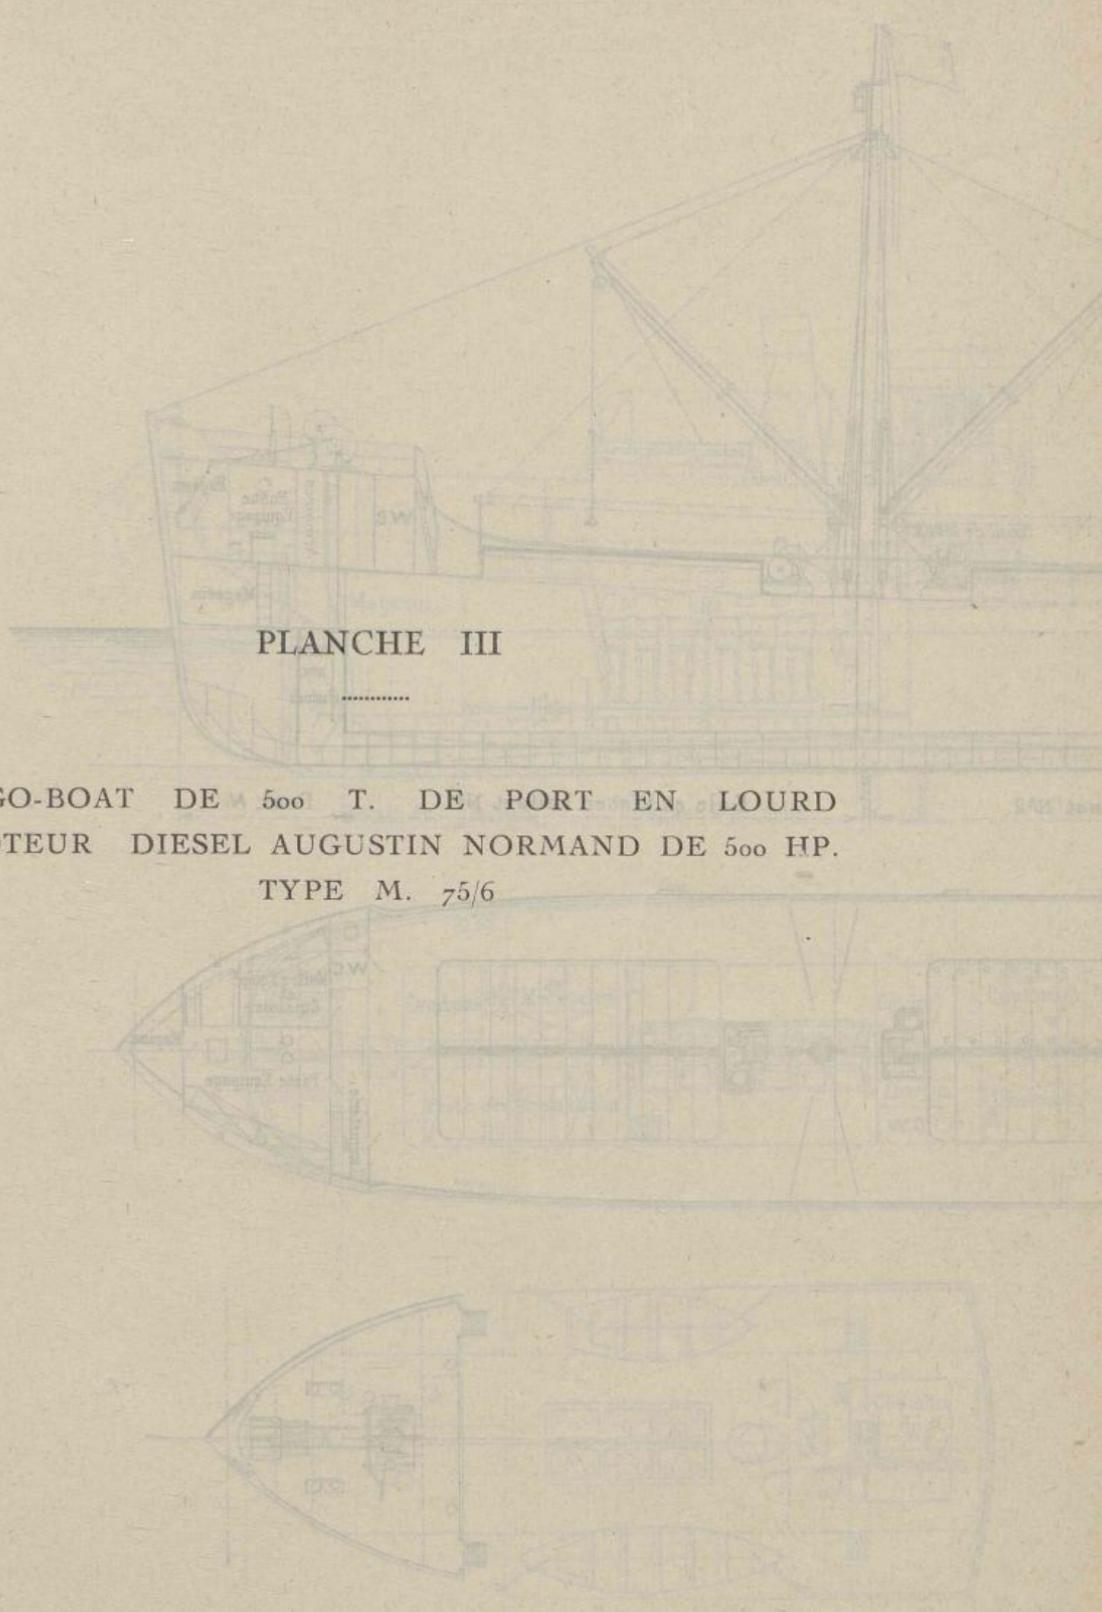 PLANCHE III
GO-BOAT DE 500 T. DE PORT EN LOURD
OTEUR DIESEL AUGUSTIN NORMAND DE 500 HP.
TYPE M. 75/6